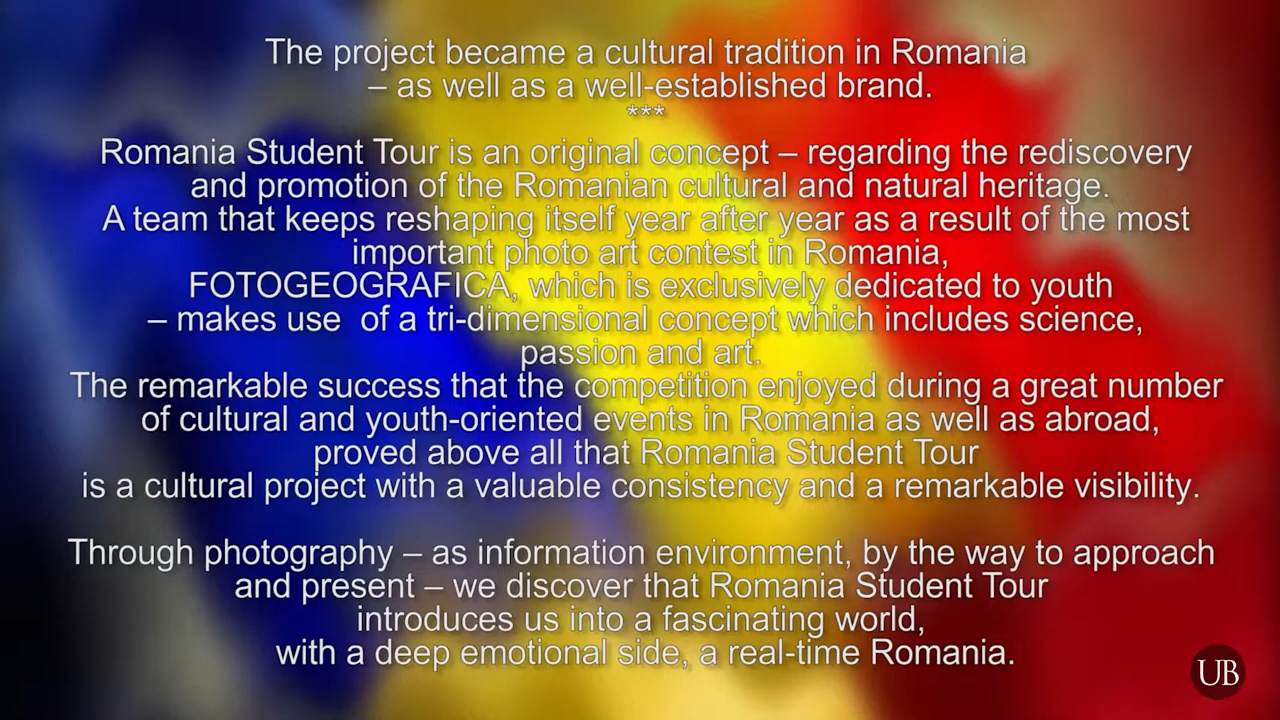 The project became a cultural tradition in Romania
– as well as a well-established brand.
***
Romania Student Tour is an original concept – regarding the rediscovery
and promotion of the Romanian cultural and natural heritage.
A team that keeps reshaping itself year after year as a result of the most
important photo art contest in Romania,
FOTOGEOGRAFICA, which is exclusively dedicated to youth
– makes use  of a tri-dimensional concept which includes science,
passion and art.
The remarkable success that the competition enjoyed during a great number
of cultural and youth-oriented events in Romania as well as abroad,
proved above all that Romania Student Tour
is a cultural project with a valuable consistency and a remarkable visibility.
Through photography – as information environment, by the way to approach
and present – we discover that Romania Student Tour
introduces us into a fascinating world,
with a deep emotional side, a real-time Romania.
UB